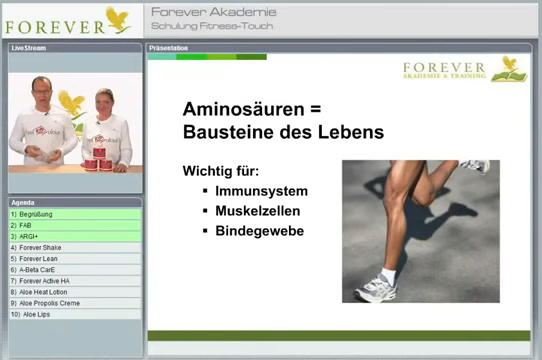 FOREVER
Forever Akademie
Schulung Fitness-Touch
LiveStream
Agenda
1) Begrüßung
2) FAB
3) ARGI+
4) Forever Shake
5) Forever Lean
6) A-Beta CarE
7) Forever Active HA
8) Aloe Heat Lotion
9) Aloe Propolis Creme
10) Aloe Lips
Präsentation
FOREVER
AKADEMIE & TRAINING
Aminosäuren =
Bausteine des Lebens
Wichtig für:
▪ Immunsystem
▪ Muskelzellen
▪ Bindegewebe